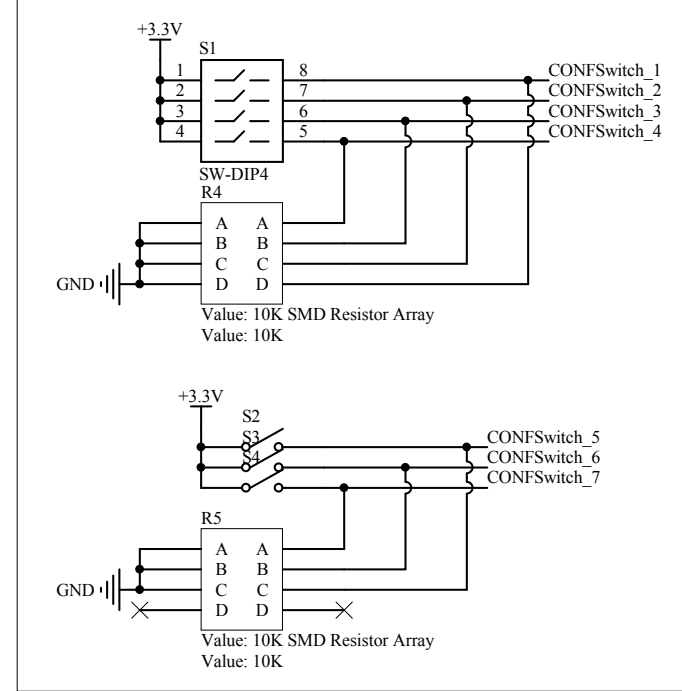 +3.3V
S1
1 8 CONFSwitch_1
2 7 CONFSwitch_2
3 6 CONFSwitch_3
4 5 CONFSwitch_4
SW-DIP4
R4
A A
B B
C C
GND D D
Value: 10K SMD Resistor Array
Value: 10K
+3.3V
S2
S3 CONFSwitch_5
S4 CONFSwitch_6
CONFSwitch_7
R5
A A
B B
GND C C
D D
Value: 10K SMD Resistor Array
Value: 10K